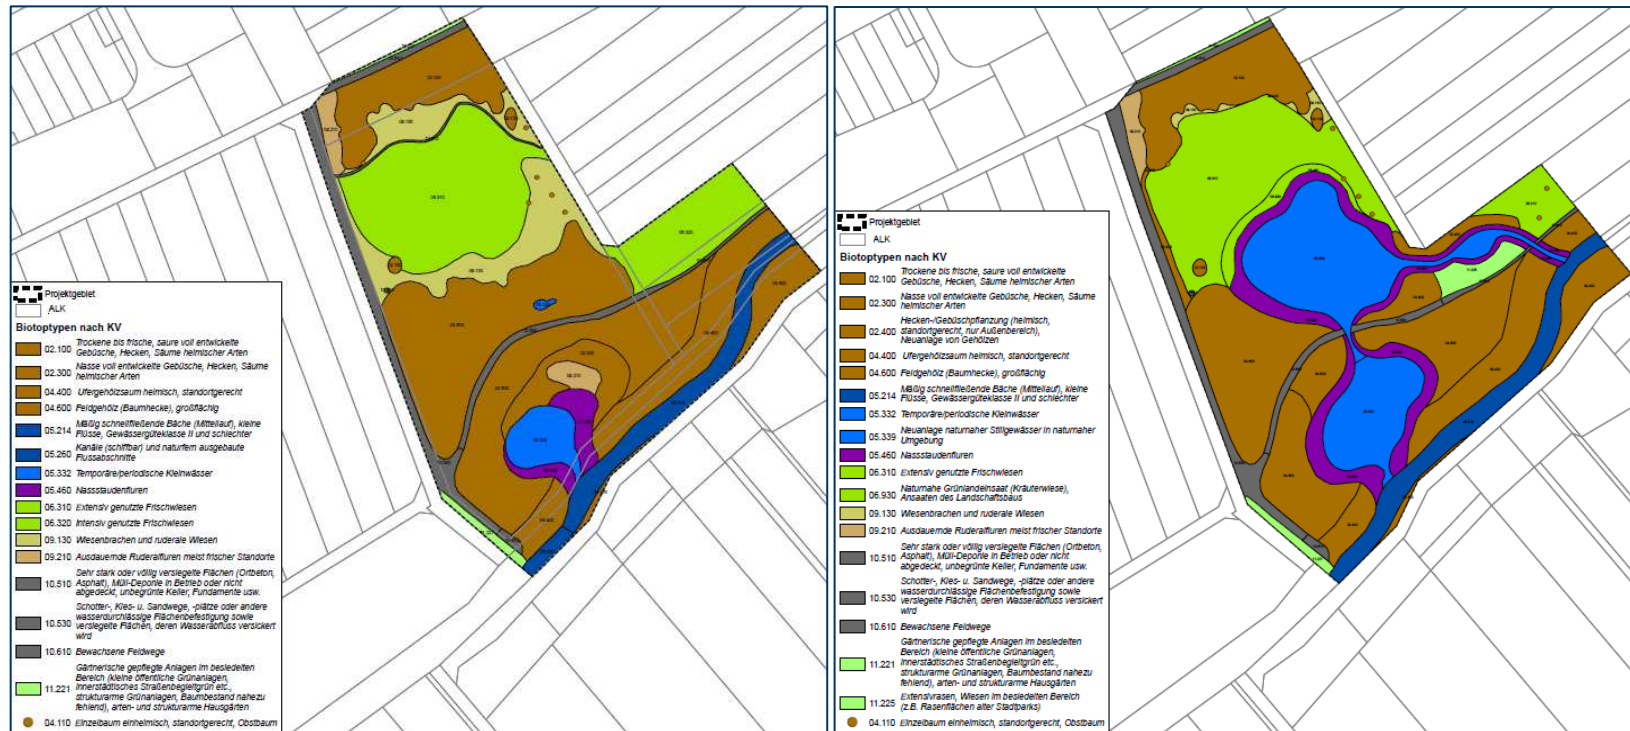 Projektgebiet
ALK
Biotoptypen nach KV
02.100 Trockene bis frische, saure voll entwickelte
Gebüsche, Hecken, Säume heimischer Arten
02.300 Nasse voll entwickelte Gebüsche, Hecken, Säume
heimischer Arten
04.400 Ufergehölzsaum heimisch, standortgerecht
04.600 Feldgehölz (Baumhecke), großflächig
05.214 Mäßig schnellfließende Bäche (Mittellauf), kleine
Flüsse, Gewässergüteklasse II und schlechter
05.260 Kanäle (schiffbar) und naturfern ausgebaute
Flussabschnitte
05.332 Temporäre/periodische Kleinwässer
05.460 Nassstaudenfluren
06.310 Extensiv genutzte Frischwiesen
06.320 Intensiv genutzte Frischwiesen
09.130 Wiesenbrachen und ruderale Wiesen
09.210 Ausdauernde Ruderalfluren meist frischer Standorte
10.510 Sehr stark oder völlig versiegelte Flächen (Ortbeton,
Asphalt), Müll-Deponie in Betrieb oder nicht
abgedeckt, unbegrünte Keller, Fundamente usw.
10.530 Schotter-, Kies- u. Sandwege, -plätze oder andere
wasserdurchlässige Flächenbefestigung sowie
versiegelte Flächen, deren Wasserabfluss versickert
wird
10.610 Bewachsene Feldwege
11.221 Gärtnerische gepflegte Anlagen im besiedelten
Bereich (kleine öffentliche Grünanlagen,
innerstädtisches Straßenbegleitgrün etc.,
strukturarme Grünanlagen, Baumbestand nahezu
fehlend), arten- und strukturarme Hausgärten
04.110 Einzelbaum einheimisch, standortgerecht, Obstbaum
Projektgebiet
ALK
Biotoptypen nach KV
02.100 Trockene bis frische, saure voll entwickelte
Gebüsche, Hecken, Säume heimischer Arten
02.300 Nasse voll entwickelte Gebüsche, Hecken, Säume
heimischer Arten
02.400 Hecken-/Gebüschpflanzung (heimisch,
standortgerecht, nur Außenbereich),
Neuanlage von Gehölzen
04.400 Ufergehölzsaum heimisch, standortgerecht
04.600 Feldgehölz (Baumhecke), großflächig
05.214 Mäßig schnellfließende Bäche (Mittellauf), kleine
Flüsse, Gewässergüteklasse II und schlechter
05.332 Temporäre/periodische Kleinwässer
05.339 Neuanlage naturnaher Stillgewässer in naturnaher
Umgebung
05.460 Nassstaudenfluren
06.310 Extensiv genutzte Frischwiesen
06.930 Naturnahe Grünlandeinsaat (Kräuterwiese),
Ansaaten des Landschaftsbaus
09.130 Wiesenbrachen und ruderale Wiesen
09.210 Ausdauernde Ruderalfluren meist frischer Standorte
10.510 Sehr stark oder völlig versiegelte Flächen (Ortbeton,
Asphalt), Müll-Deponie in Betrieb oder nicht
abgedeckt, unbegrünte Keller, Fundamente usw.
10.530 Schotter-, Kies- u. Sandwege, -plätze oder andere
wasserdurchlässige Flächenbefestigung sowie
versiegelte Flächen, deren Wasserabfluss versickert
wird
10.610 Bewachsene Feldwege
11.221 Gärtnerische gepflegte Anlagen im besiedelten
Bereich (kleine öffentliche Grünanlagen,
innerstädtisches Straßenbegleitgrün etc.,
strukturarme Grünanlagen, Baumbestand nahezu
fehlend), arten- und strukturarme Hausgärten
11.225 Extensivrasen, Wiesen im besiedelten Bereich
(z.B. Rasenflächen alter Stadtparks)
04.110 Einzelbaum einheimisch, standortgerecht, Obstbaum